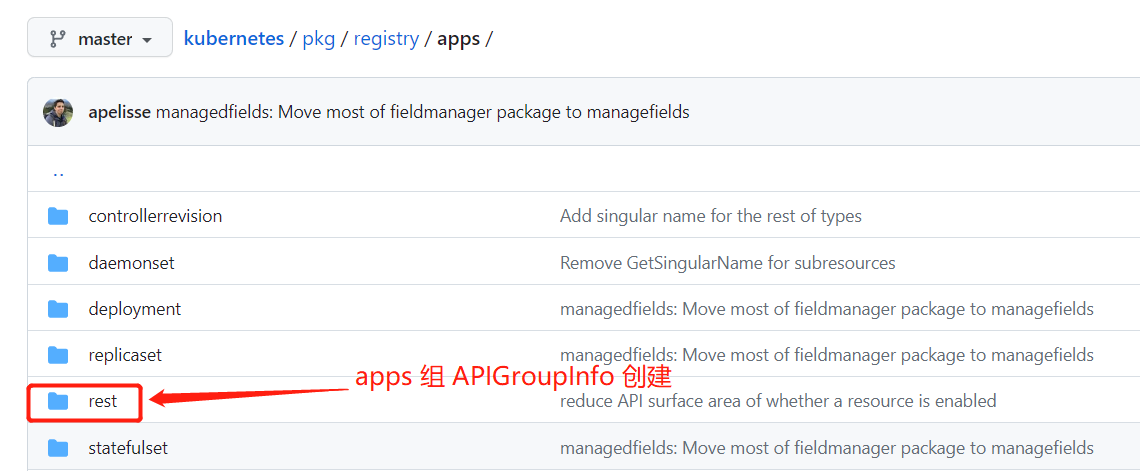 master kubernetes / pkg / registry / apps /
apelisse managedfields: Move most of fieldmanager package to managefields
..
controllerrevision Add singular name for the rest of types
daemonset Remove GetSingularName for subresources
deployment managedfields: Move most of fieldmanager package to managefields
replicaset managedfields: Move most of fieldmanager package to managefields
apps 组 APIGroupInfo 创建
rest reduce API surface area of whether a resource is enabled
statefulset managedfields: Move most of fieldmanager package to managefields